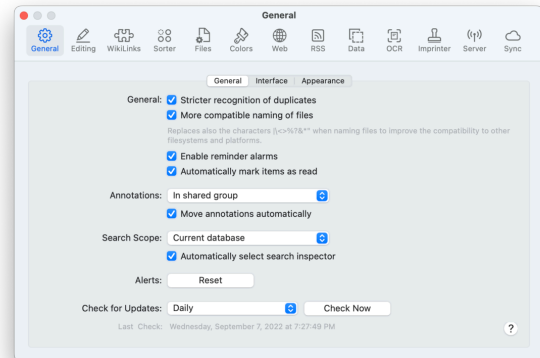 General
General Editing WikiLinks Sorter Files Colors Web RSS Data OCR Imprinter Server Sync
General Interface Appearance
General: Stricter recognition of duplicates
More compatible naming of files
Replaces also the characters |\<>%?&*" when naming files to improve the compatibility to other
filesystems and platforms.
Enable reminder alarms
Automatically mark items as read
Annotations: In shared group
Move annotations automatically
Search Scope: Current database
Automatically select search inspector
Alerts: Reset
Check for Updates: Daily Check Now
Last Check: Wednesday, September 7, 2022 at 7:27:49 PM
?